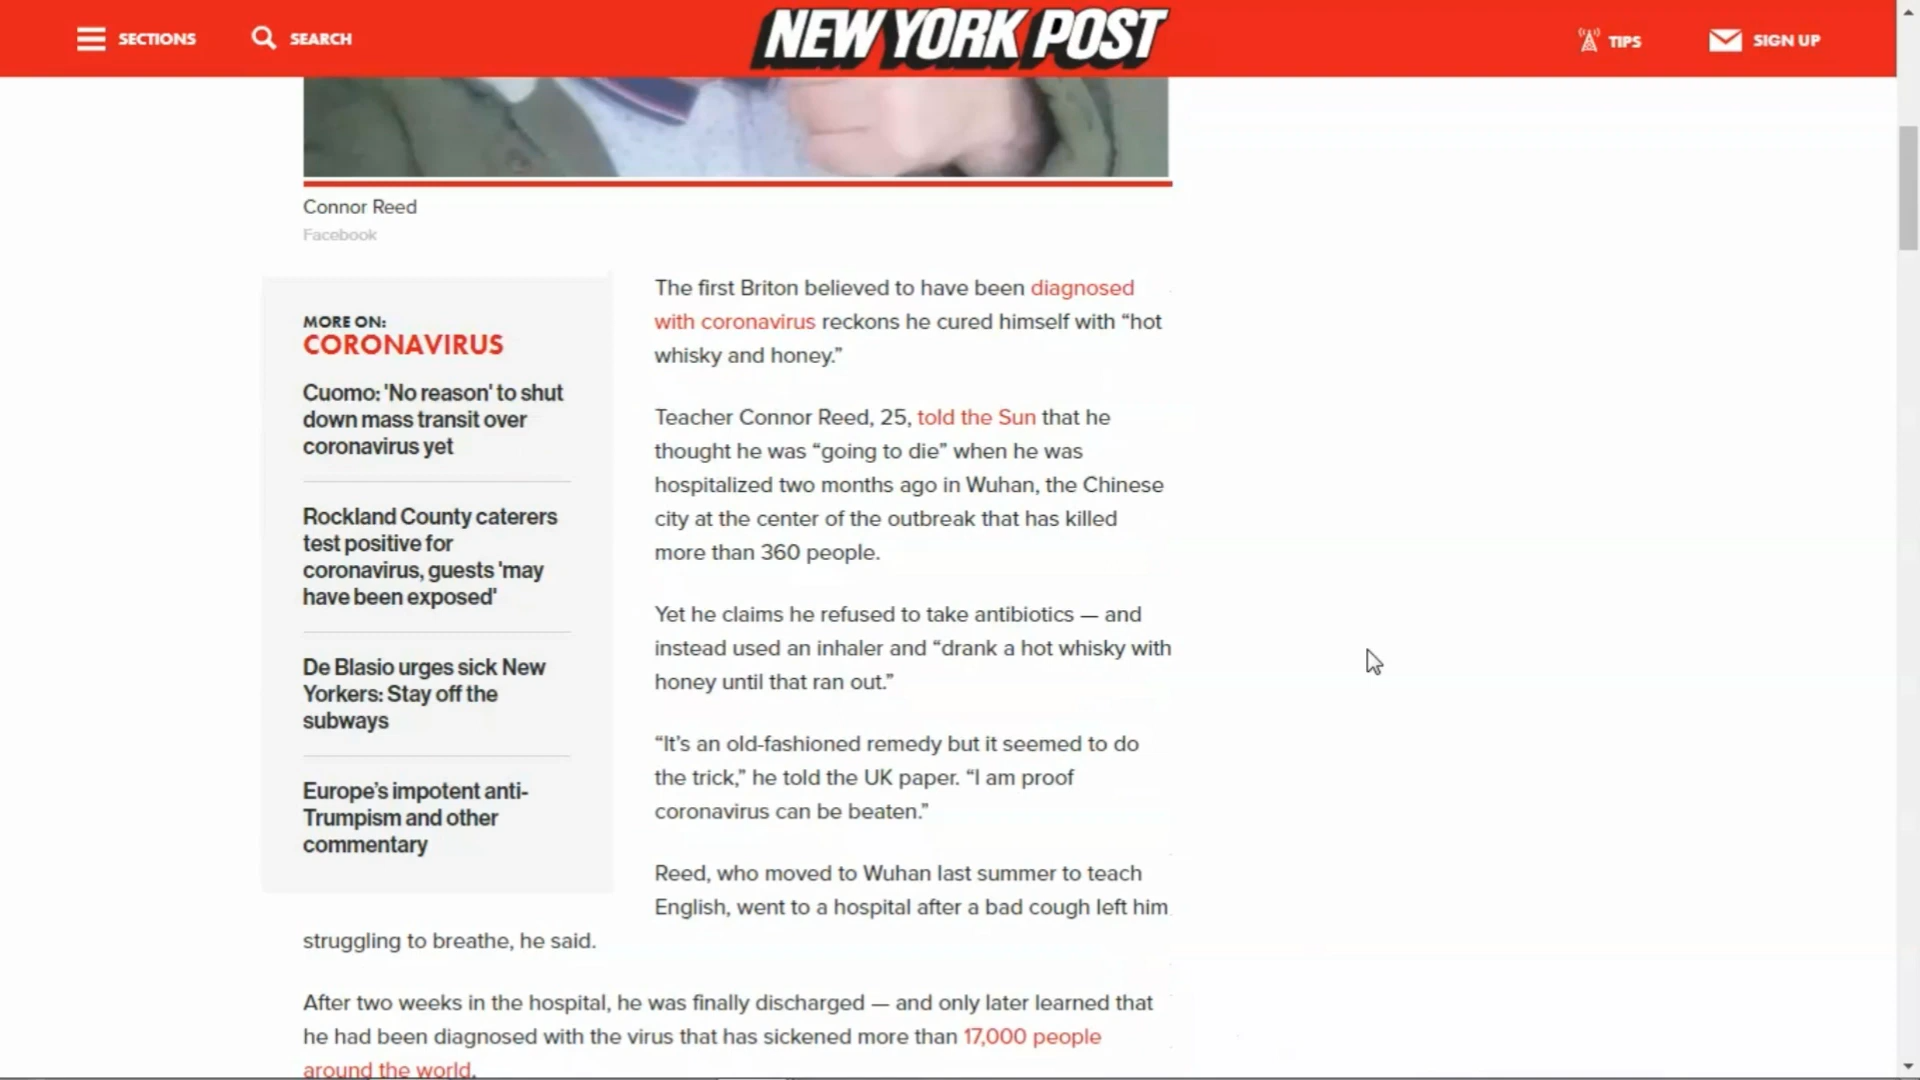 SECTIONS
SEARCH
NEW YORK POST
TIPS
SIGN UP
Connor Reed
Facebook
MORE ON:
CORONAVIRUS
Cuomo: 'No reason' to shut
down mass transit over
coronavirus yet
Rockland County caterers
test positive for
coronavirus, guests 'may
have been exposed'
De Blasio urges sick New
Yorkers: Stay off the
subways
Europe’s impotent anti-
Trumpism and other
commentary
The first Briton believed to have been diagnosed
with coronavirus reckons he cured himself with “hot
whisky and honey.”
Teacher Connor Reed, 25, told the Sun that he
thought he was “going to die” when he was
hospitalized two months ago in Wuhan, the Chinese
city at the center of the outbreak that has killed
more than 360 people.
Yet he claims he refused to take antibiotics — and
instead used an inhaler and “drank a hot whisky with
honey until that ran out.”
“It’s an old-fashioned remedy but it seemed to do
the trick,” he told the UK paper. “I am proof
coronavirus can be beaten.”
Reed, who moved to Wuhan last summer to teach
English, went to a hospital after a bad cough left him
struggling to breathe, he said.
After two weeks in the hospital, he was finally discharged — and only later learned that
he had been diagnosed with the virus that has sickened more than 17,000 people
around the world.